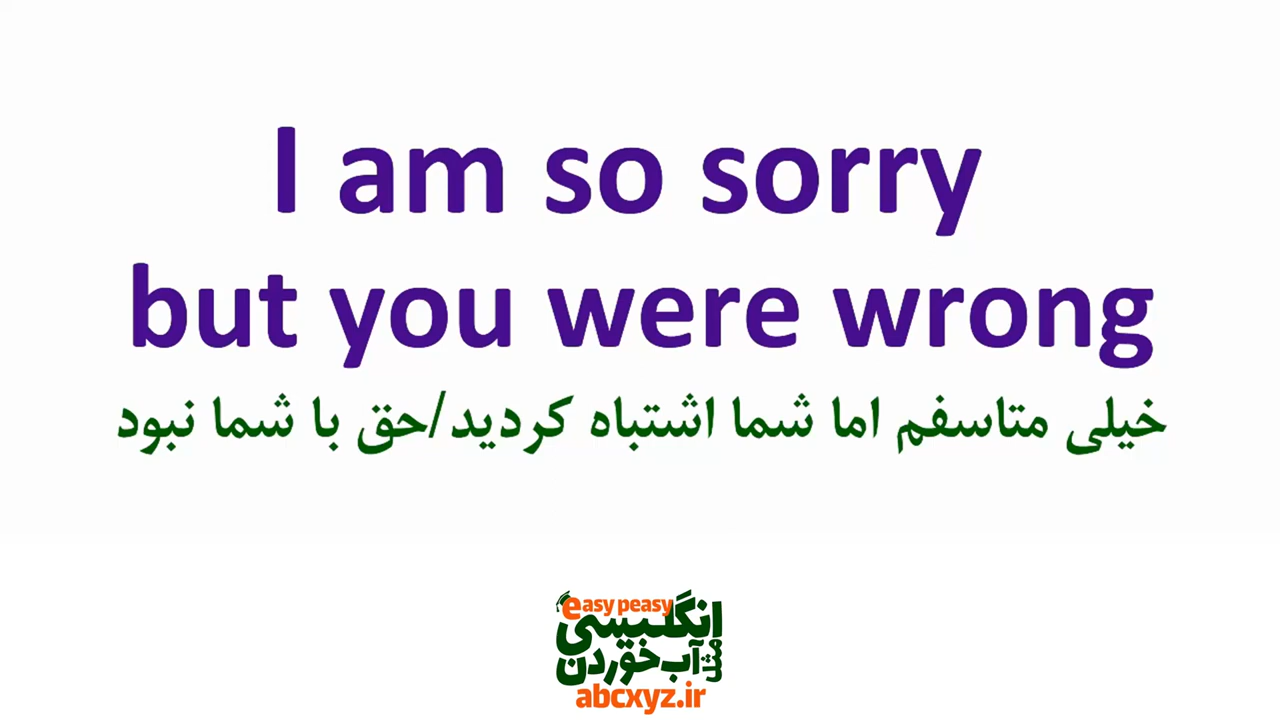 I am so sorry
but you were wrong
خیلی متاسفم اما شما اشتباه کردید/حق با شما نبود
easy peasy
انگلیسی
مثل آب خوردن
abcxyz.ir